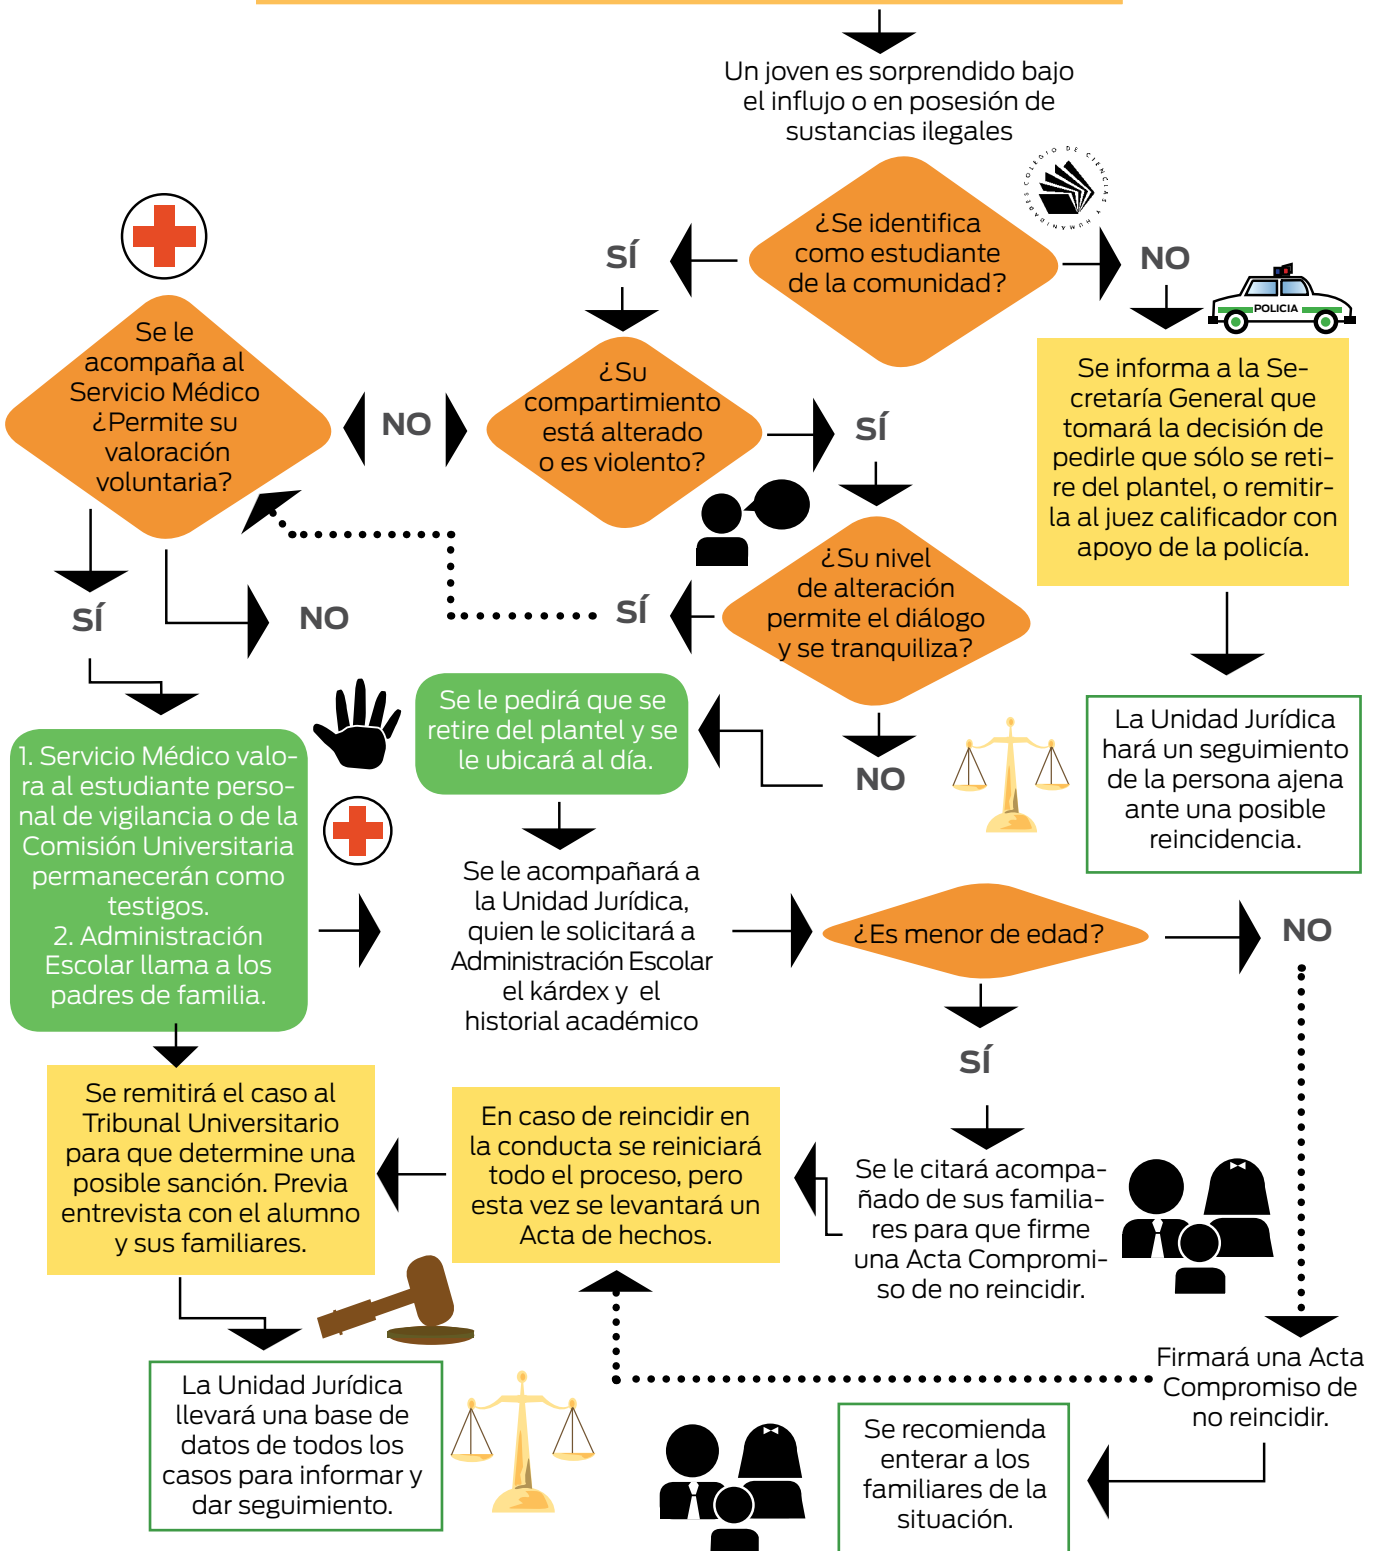 Un joven es sorprendido bajo
el influjo o en posesión de
sustancias ilegales
COLEGIO DE CIENCIAS Y HUMANIDADES
¿Se identifica
como estudiante
de la comunidad?
SÍ
NO
POLICIA
Se le
acompaña al
Servicio Médico
¿Permite su
valoración
voluntaria?
NO
¿Su
compartimiento
está alterado
o es violento?
SÍ
Se informa a la Se-
cretaría General que
tomará la decisión de
pedirle que sólo se reti-
re del plantel, o remitir-
la al juez calificador con
apoyo de la policía.
¿Su nivel
de alteración
permite el diálogo
y se tranquiliza?
SÍ
NO
SÍ
NO
Se le pedirá que se
retire del plantel y se
le ubicará al día.
La Unidad Jurídica
hará un seguimiento
de la persona ajena
ante una posible
reincidencia.
1. Servicio Médico valo-
ra al estudiante perso-
nal de vigilancia o de la
Comisión Universitaria
permanecerán como
testigos.
2. Administración
Escolar llama a los
padres de familia.
Se le acompañará a
la Unidad Jurídica,
quien le solicitará a
Administración Escolar
el kárdex y el
historial académico
¿Es menor de edad?
NO
SÍ
Se remitirá el caso al
Tribunal Universitario
para que determine una
posible sanción. Previa
entrevista con el alumno
y sus familiares.
En caso de reincidir en
la conducta se reiniciará
todo el proceso, pero
esta vez se levantará un
Acta de hechos.
Se le citará acompa-
ñado de sus familia-
res para que firme
una Acta Compromi-
so de no reincidir.
Firmará una Acta
Compromiso de
no reincidir.
La Unidad Jurídica
llevará una base de
datos de todos los
casos para informar y
dar seguimiento.
Se recomienda
enterar a los
familiares de la
situación.